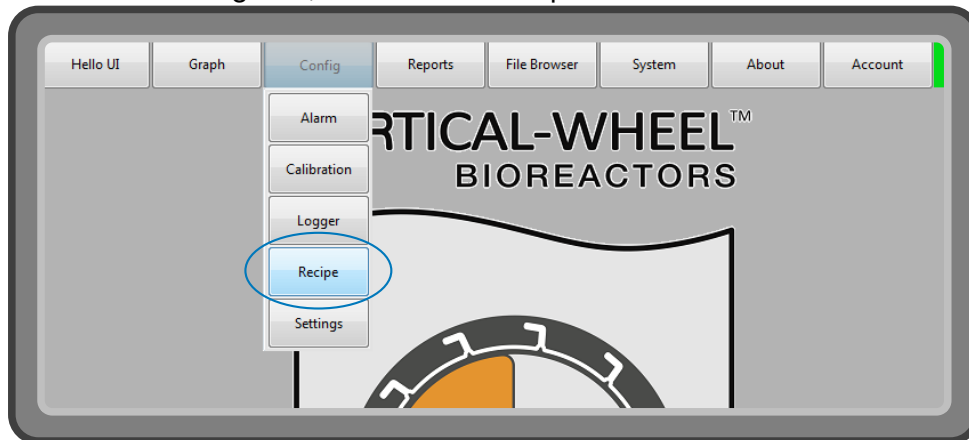 Hello UI Graph Config Reports File Browser System About Account
Alarm
RTICAL-WHEEL™
Calibration
BIOREACTORS
Logger
Recipe
Settings